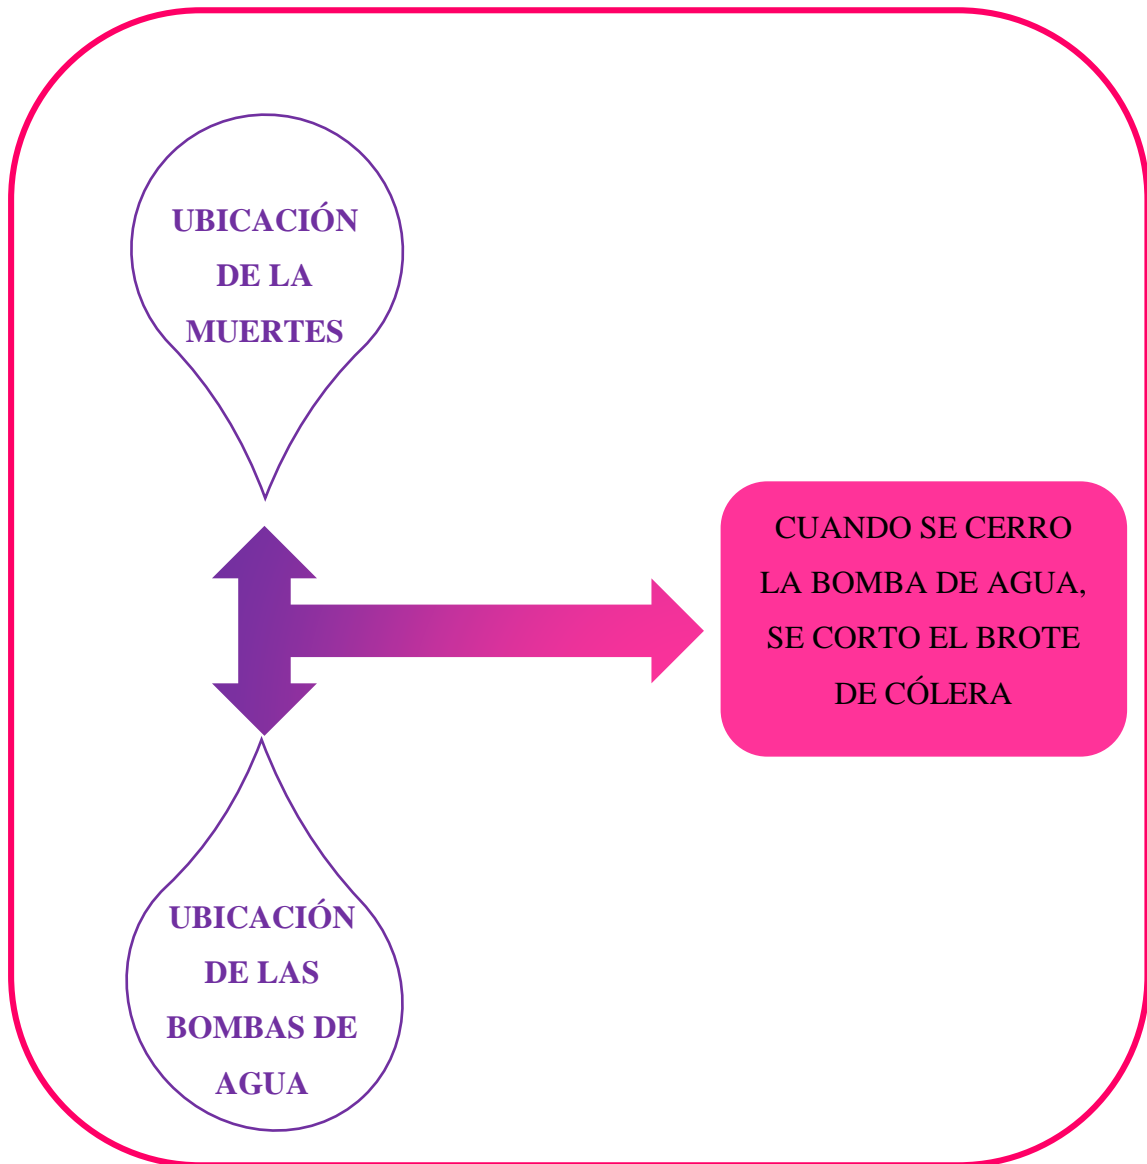 UBICACIÓN
DE LA
MUERTES
CUANDO SE CERRO
LA BOMBA DE AGUA,
SE CORTO EL BROTE
DE CÓLERA
UBICACIÓN
DE LAS
BOMBAS DE
AGUA